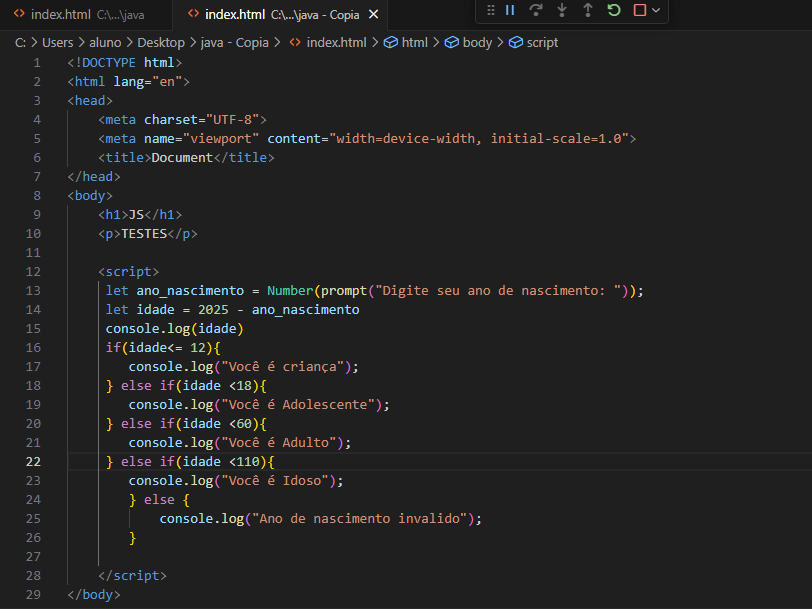 index.html C:\...\java index.html C:\...\java - Copia
C: > Users > aluno > Desktop > java - Copia > index.html > html > body > script
1 <!DOCTYPE html>
2 <html lang="en">
3 <head>
4 <meta charset="UTF-8">
5 <meta name="viewport" content="width=device-width, initial-scale=1.0">
6 <title>Document</title>
7 </head>
8 <body>
9 <h1>JS</h1>
10 <p>TESTES</p>
11
12 <script>
13 let ano_nascimento = Number(prompt("Digite seu ano de nascimento: "));
14 let idade = 2025 - ano_nascimento
15 console.log(idade)
16 if(idade<= 12){
17 console.log("Você é criança");
18 } else if(idade <18){
19 console.log("Você é Adolescente");
20 } else if(idade <60){
21 console.log("Você é Adulto");
22 } else if(idade <110){
23 console.log("Você é Idoso");
24 } else {
25 console.log("Ano de nascimento invalido");
26 }
27
28 </script>
29 </body>